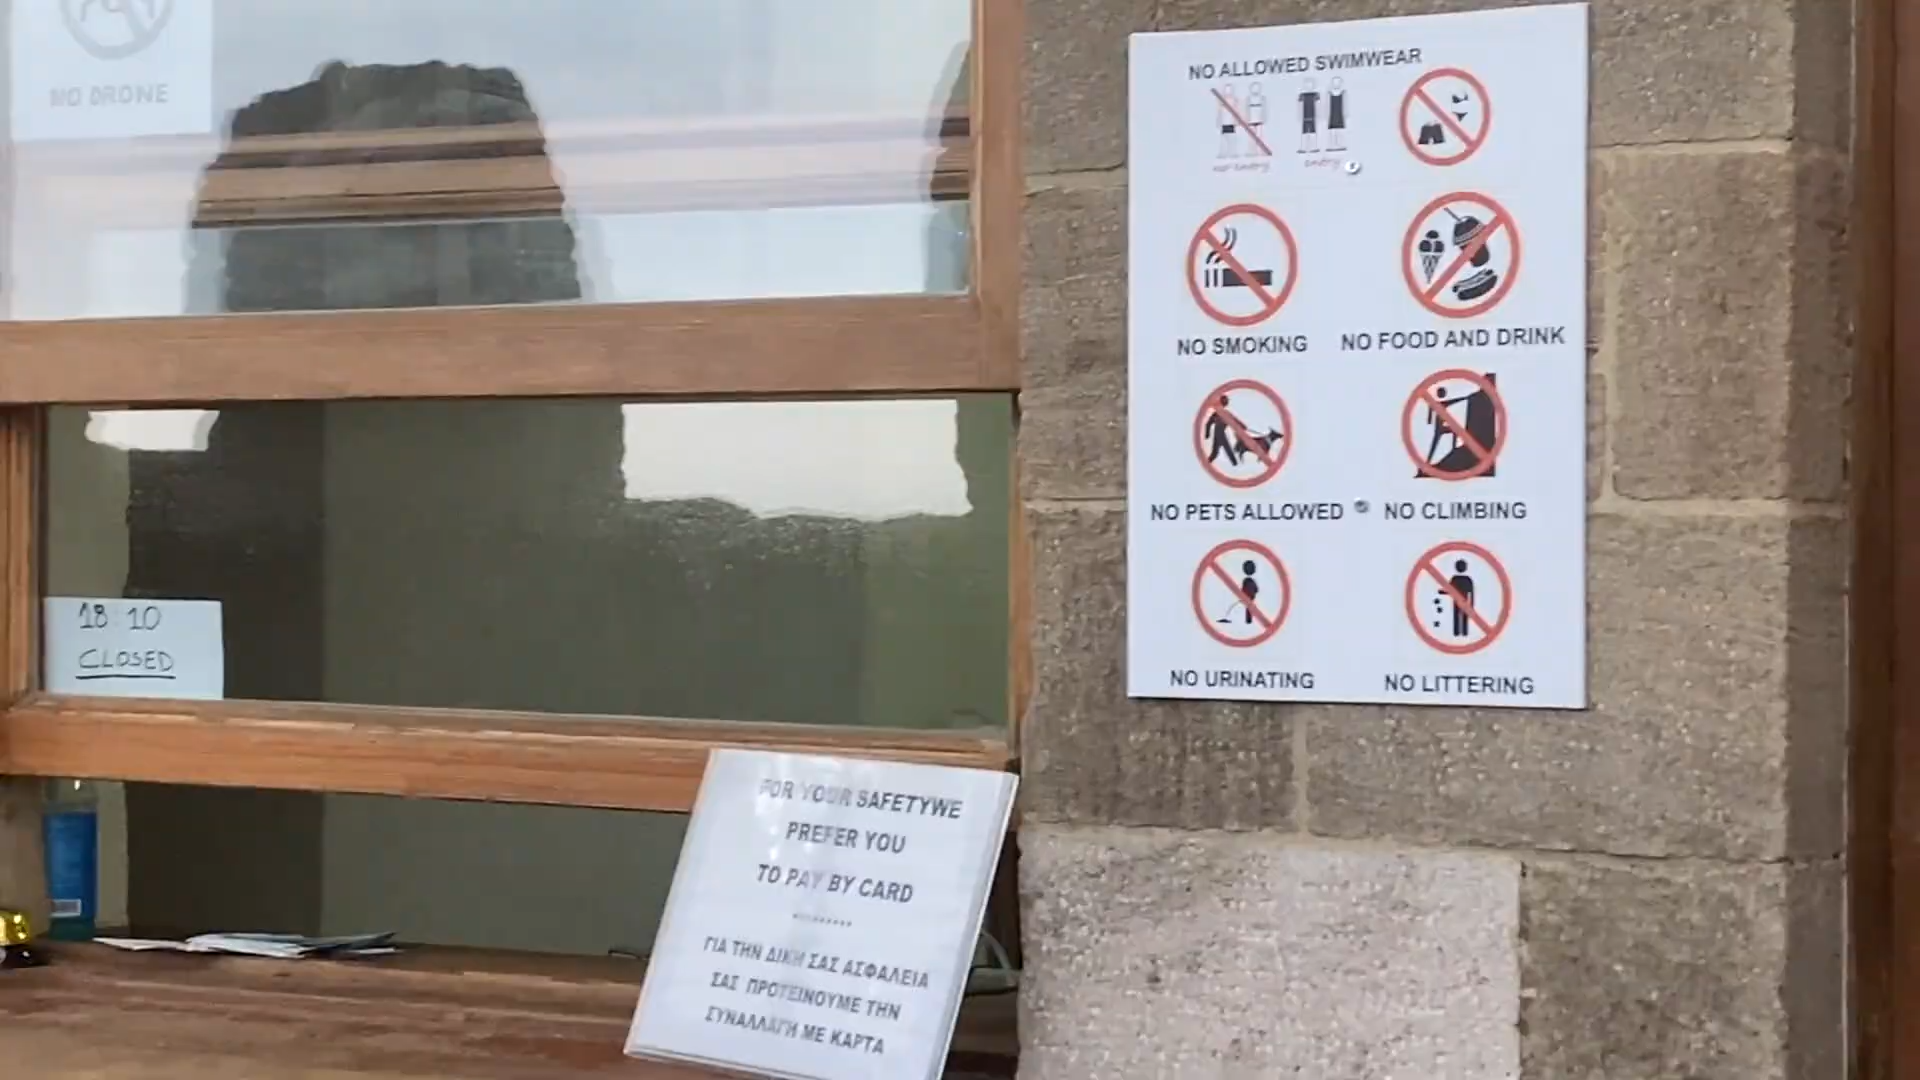 NO DRONE
18:10
CLOSED
FOR YOUR SAFETYWE
PREFER YOU
TO PAY BY CARD
.........
ΓΙΑ ΤΗΝ ΔΙΚΗ ΣΑΣ ΑΣΦΑΛΕΙΑ
ΣΑΣ ΠΡΟΤΕΙΝΟΥΜΕ ΤΗΝ
ΣΥΝΑΛΛΑΓΗ ΜΕ ΚΑΡΤΑ
NO ALLOWED SWIMWEAR
entry
NO SMOKING
NO FOOD AND DRINK
NO PETS ALLOWED
NO CLIMBING
NO URINATING
NO LITTERING